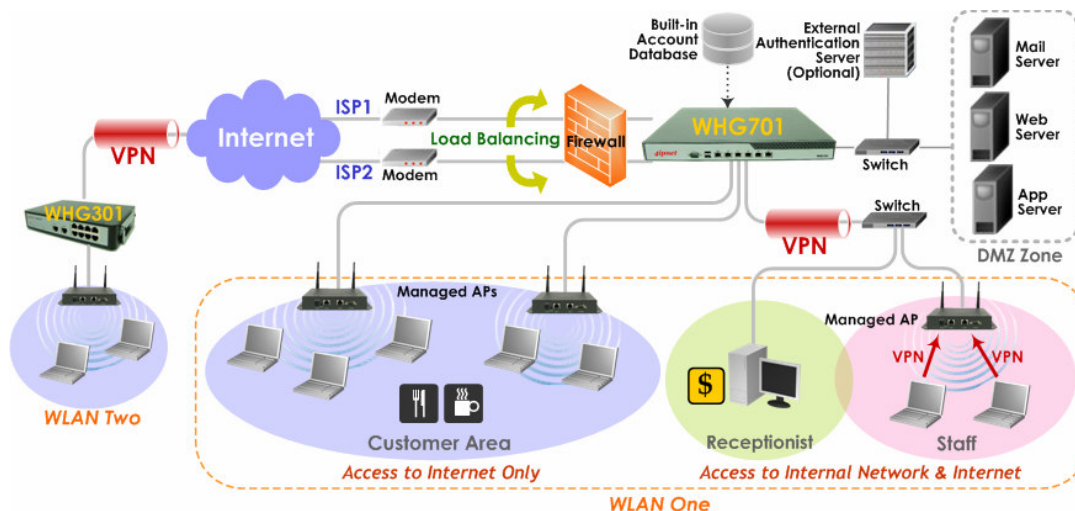 Built-in
Account
Database
External
Authentication
Server
(Optional)
Mail
Server
Web
Server
App
Server
DMZ Zone
ISP1
Modem
Internet
Load Balancing
Firewall
WHG701
4ipnet
Switch
VPN
ISP2
Modem
WHG301
Switch
VPN
Managed APs
Managed AP
VPN
VPN
WLAN Two
Customer Area
$
Receptionist
Staff
Access to Internet Only
Access to Internal Network & Internet
WLAN One